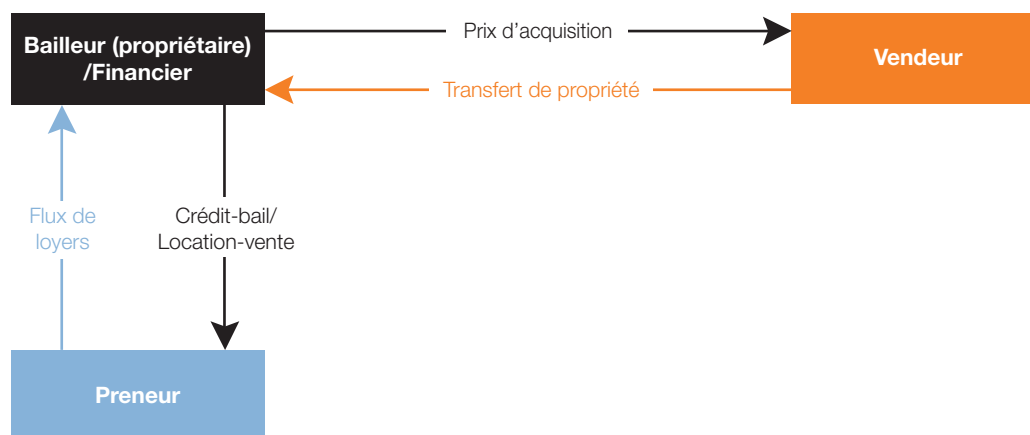 Bailleur (propriétaire)
/Financier
Prix d’acquisition
Vendeur
Transfert de propriété
Flux de
loyers
Crédit-bail/
Location-vente
Preneur